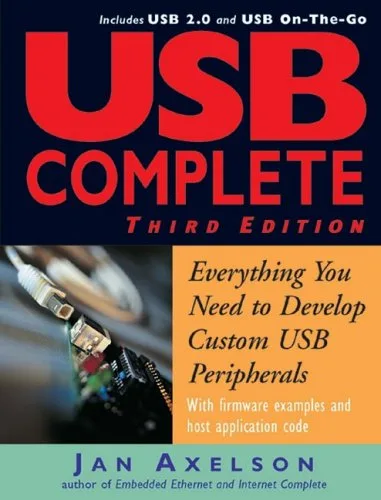 Includes USB 2.0 and USB On-The-Go
USB
COMPLETE
THIRD EDITION
Everything You
Need to Develop
Custom USB
Peripherals
With firmware examples and
host application code
JAN AXELSON
author of Embedded Ethernet and Internet Complete